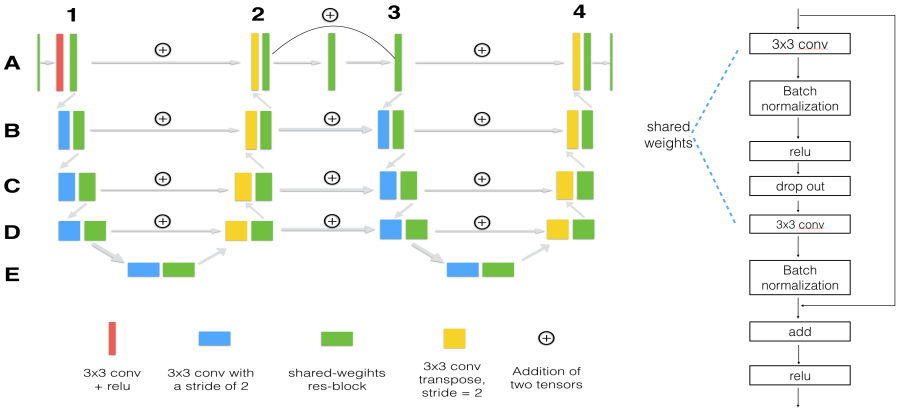 1 2 3 4
A
B
C
D
E
3x3 conv
+ relu
3x3 conv with
a stride of 2
shared-wegihts
res-block
3x3 conv
transpose,
stride = 2
Addition of
two tensors
shared
weights
3x3 conv
Batch
normalization
relu
drop out
3x3 conv
Batch
normalization
add
relu